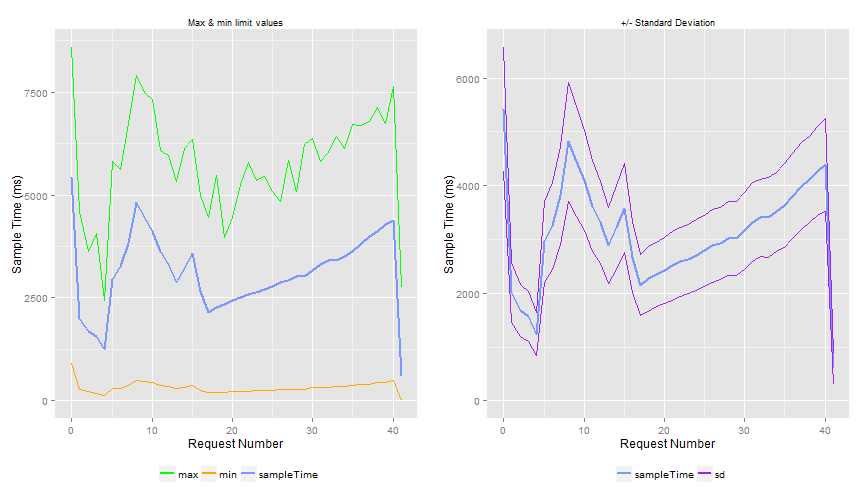 Max & min limit values
7500
5000
2500
0
Sample Time (ms)
0 10 20 30 40
Request Number
max min sampleTime
+/- Standard Deviation
6000
4000
2000
0
Sample Time (ms)
0 10 20 30 40
Request Number
sampleTime sd